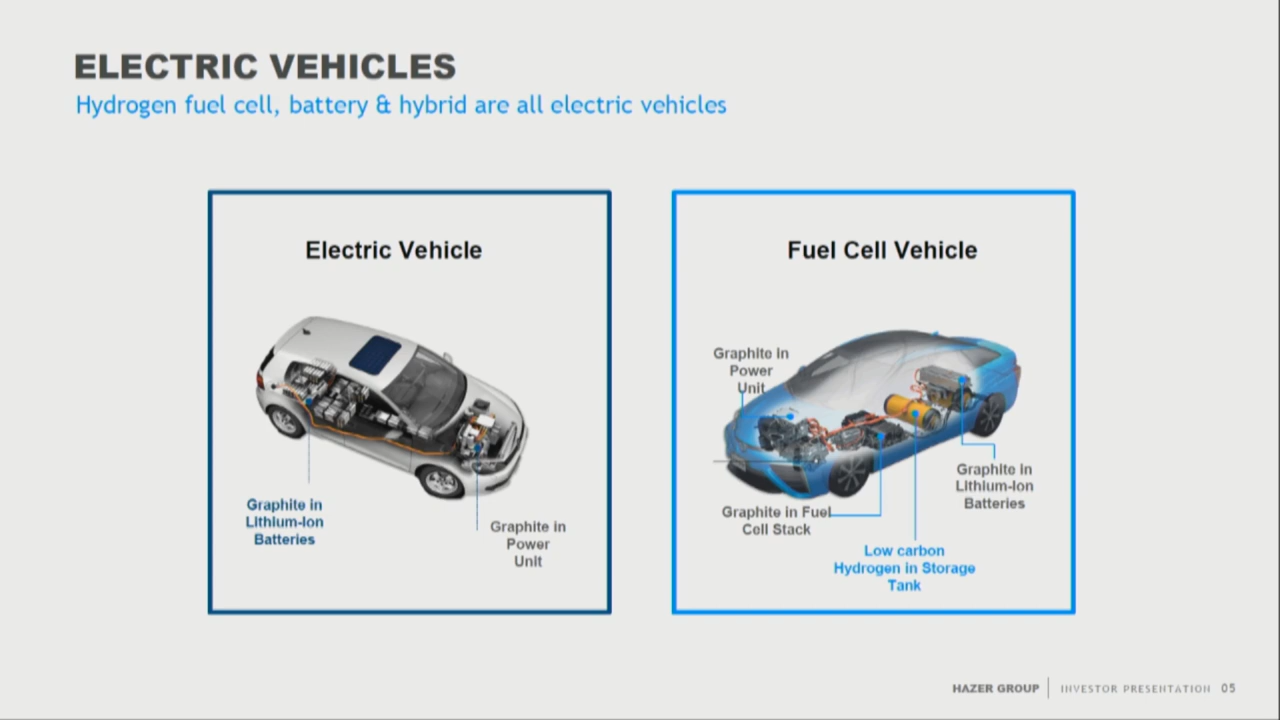 ELECTRIC VEHICLES
Hydrogen fuel cell, battery & hybrid are all electric vehicles
Electric Vehicle
Graphite in
Lithium-Ion
Batteries
Graphite in
Power
Unit
Fuel Cell Vehicle
Graphite in
Power
Unit
Graphite in
Lithium-Ion
Batteries
Graphite in Fuel
Cell Stack
Low carbon
Hydrogen in Storage
Tank
HAZER GROUP | INVESTOR PRESENTATION 05